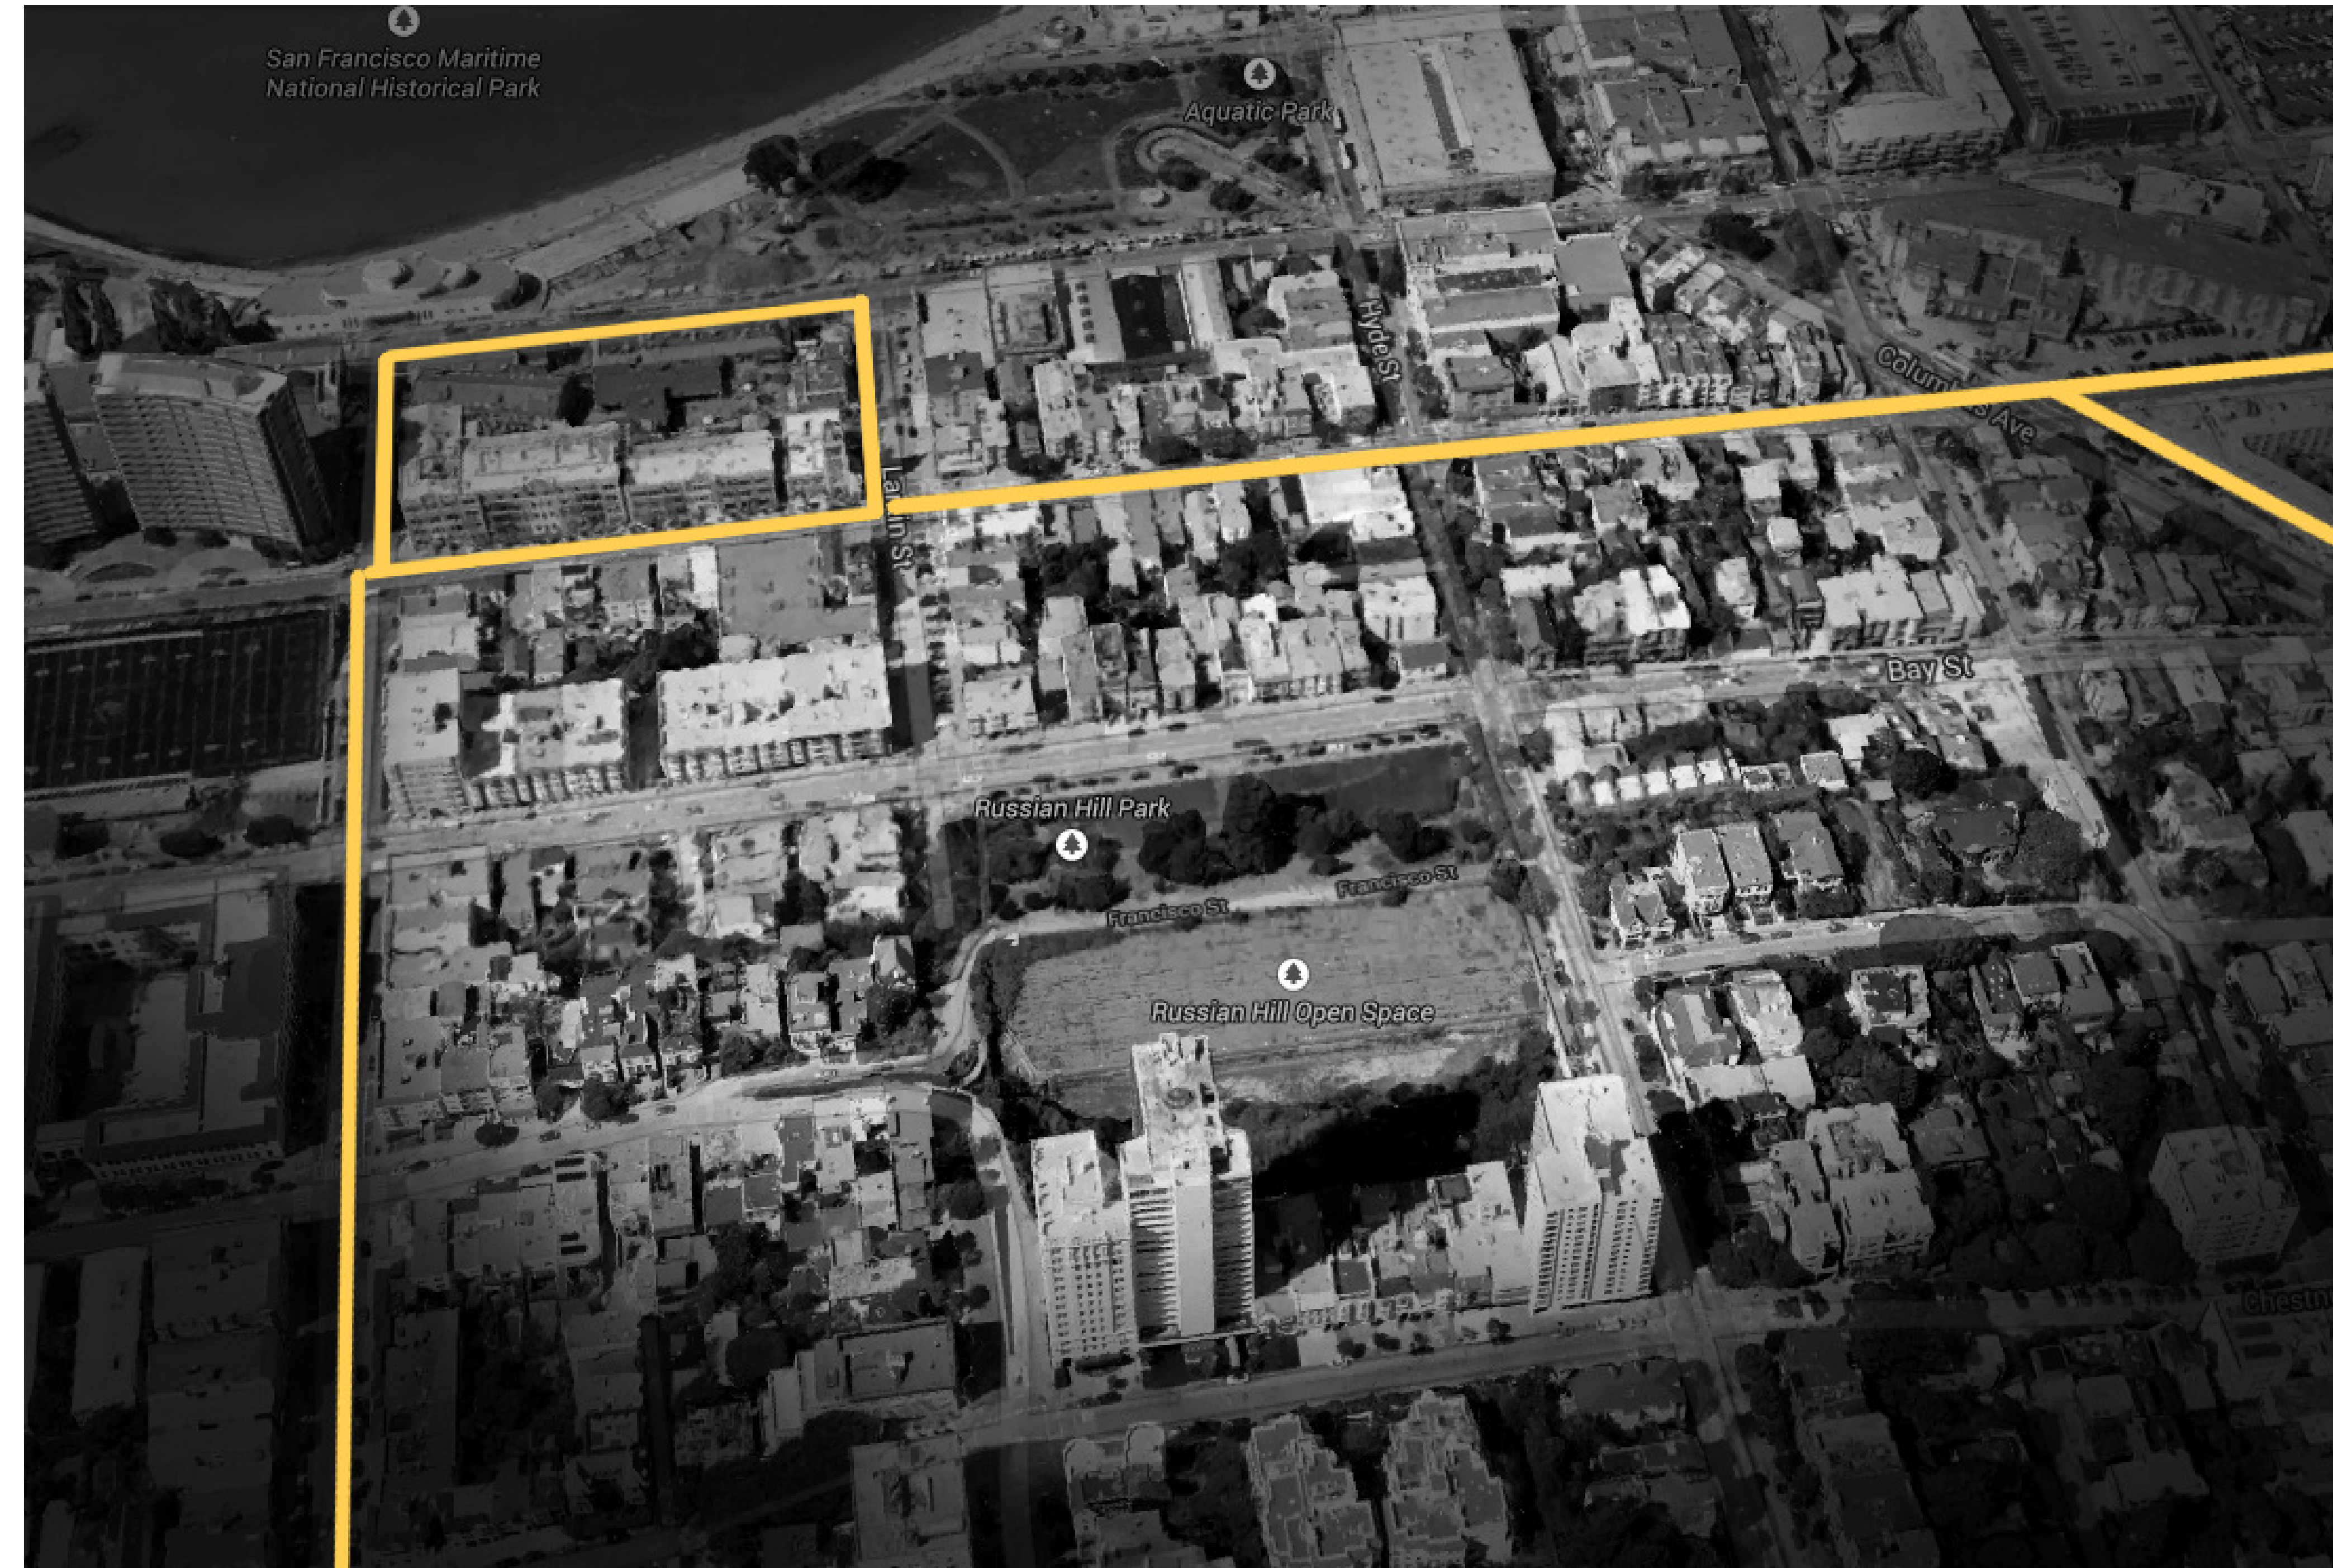 San Francisco Maritime
National Historical Park
Aquatic Park
Hyde St
Columbus Ave
Larkin St
Bay St
Russian Hill Park
Francisco St
Francisco St
Russian Hill Open Space